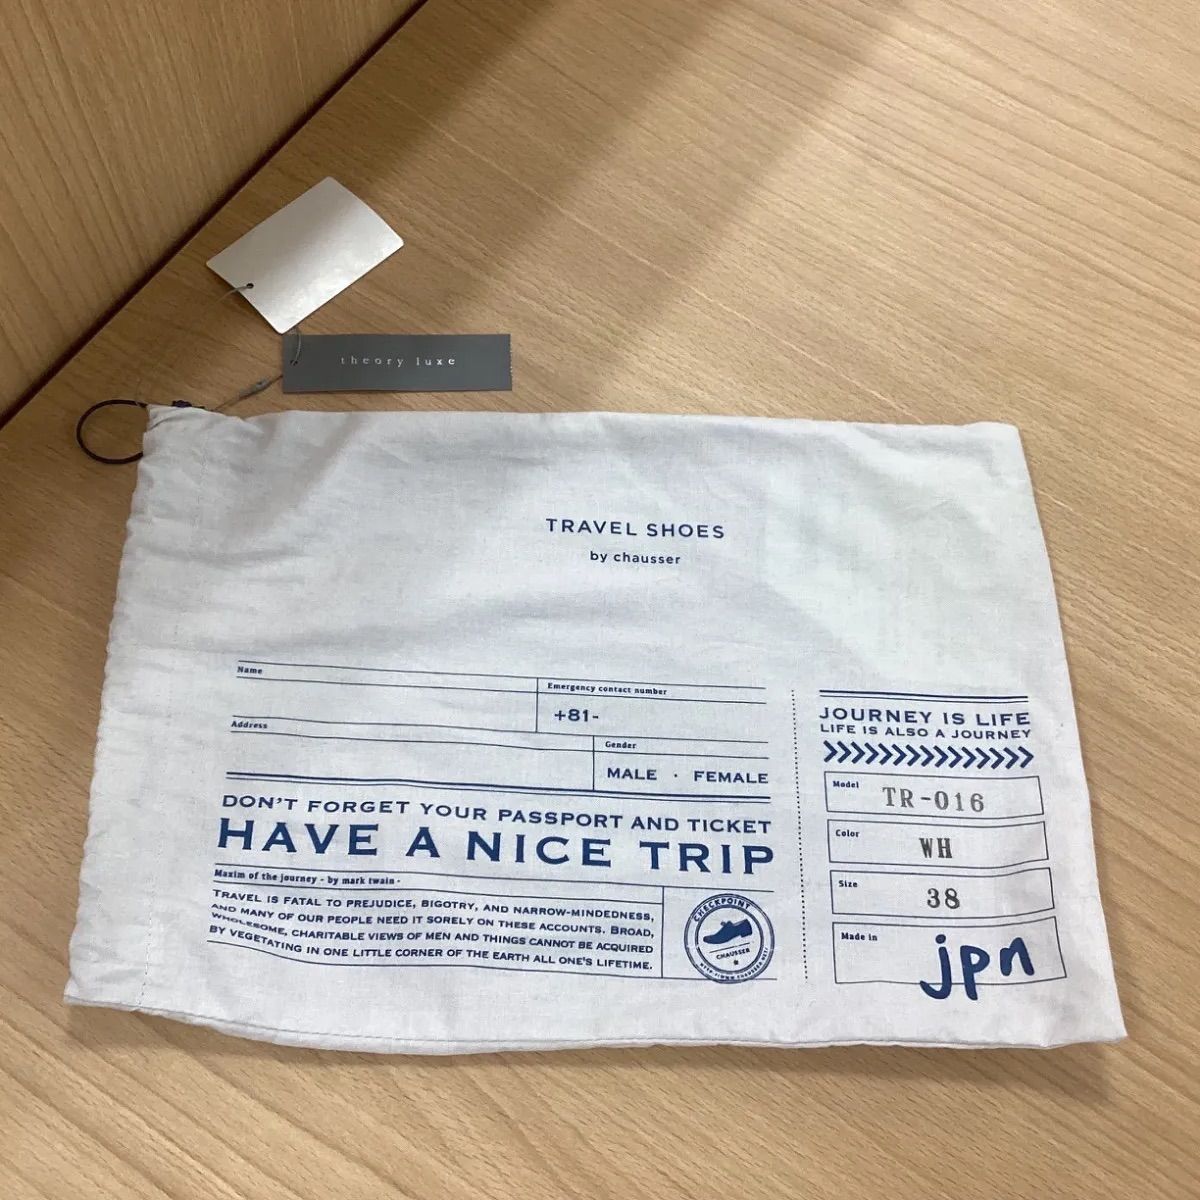 theory luxe
TRAVEL SHOES
by chausser
Name
Emergency contact number
+81-
Address
Gender
MALE · FEMALE
DON'T FORGET YOUR PASSPORT AND TICKET
HAVE A NICE TRIP
Maxim of the journey - by mark twain -
TRAVEL IS FATAL TO PREJUDICE, BIGOTRY, AND NARROW-MINDEDNESS,
AND MANY OF OUR PEOPLE NEED IT SORELY ON THESE ACCOUNTS. BROAD,
WHOLESOME, CHARITABLE VIEWS OF MEN AND THINGS CANNOT BE ACQUIRED
BY VEGETATING IN ONE LITTLE CORNER OF THE EARTH ALL ONE'S LIFETIME.
CHECKPOINT
CHAUSSER
JOURNEY IS LIFE
LIFE IS ALSO A JOURNEY
Model
TR-016
Color
WH
Size
38
Made in
jpn